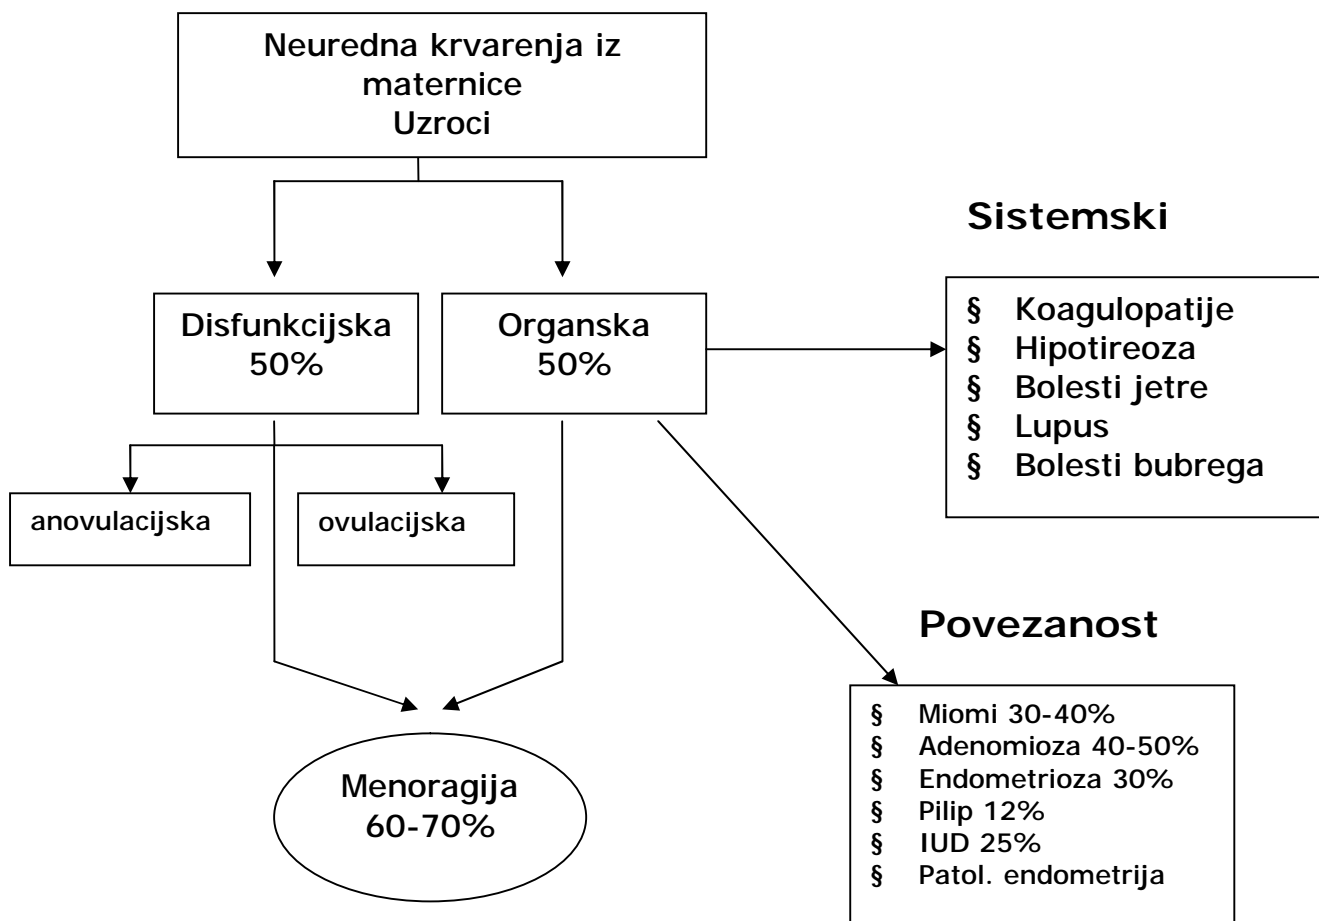 Neuredna krvarenja iz
maternice
Uzroci
Sistemski
Disfunkcijska
50%
Organska
50%
§ Koagulopatije
§ Hipotireoza
§ Bolesti jetre
§ Lupus
§ Bolesti bubrega
anovulacijska
ovulacijska
Povezanost
§ Miomi 30-40%
§ Adenomioza 40-50%
§ Endometrioza 30%
§ Pilip 12%
§ IUD 25%
§ Patol. endometrija
Menoragija
60-70%